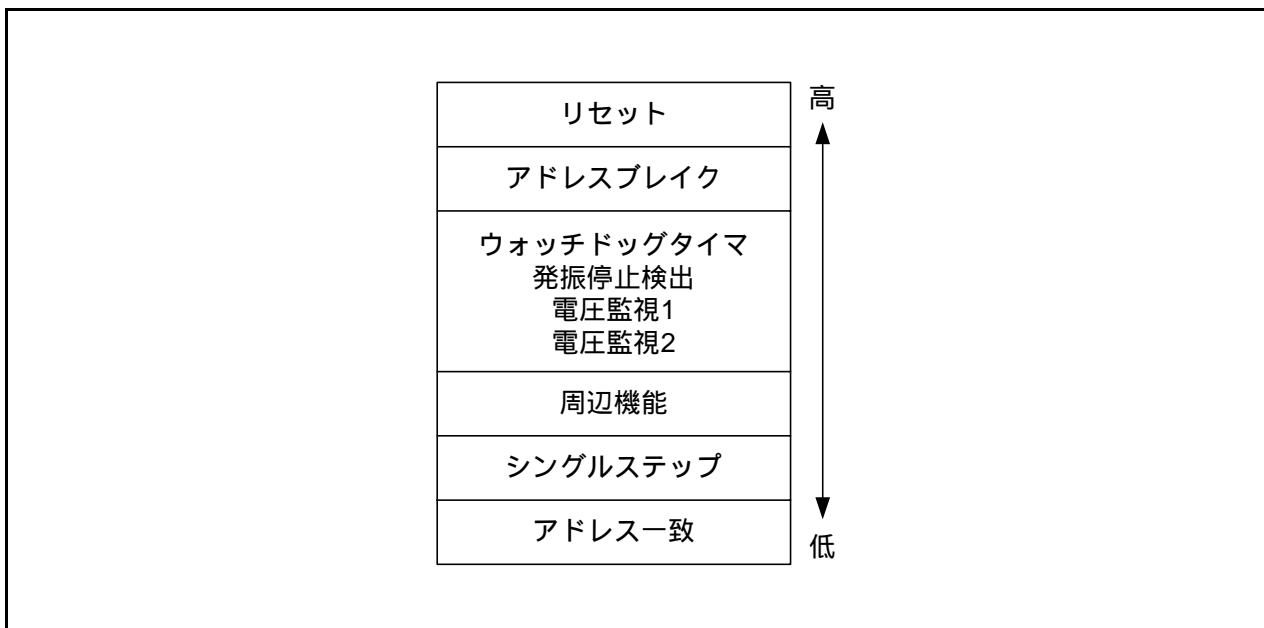 リセット
高
アドレスブレイク
ウォッチドッグタイマ
発振停止検出
電圧監視1
電圧監視2
周辺機能
シングルステップ
アドレス一致
低